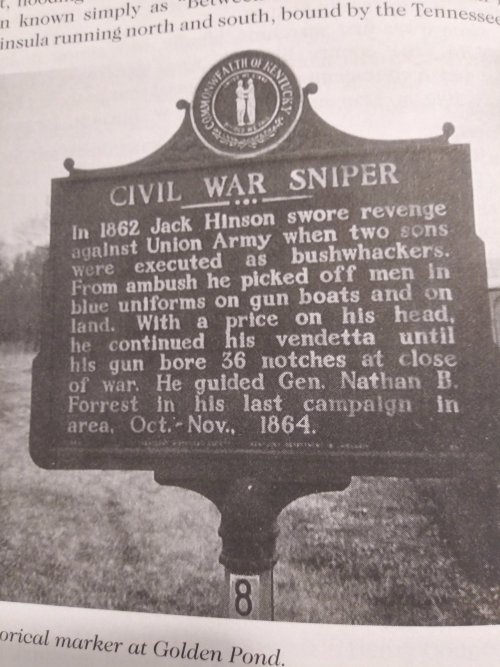 n known simply as "Betwee
insula running north and south, bound by the Tennessee
COMMONWEALTH OF KENTUCKY
CIVIL WAR SNIPER
In 1862 Jack Hinson swore revenge
against Union Army when two sons
were executed as bushwhackers.
From ambush he picked off men in
blue uniforms on gun boats and on
land. With a price on his head,
he continued his vendetta until
his gun bore 36 notches at close
of war. He guided Gen. Nathan B.
Forrest in his last campaign in
area, Oct.-Nov., 1864.
8
orical marker at Golden Pond.